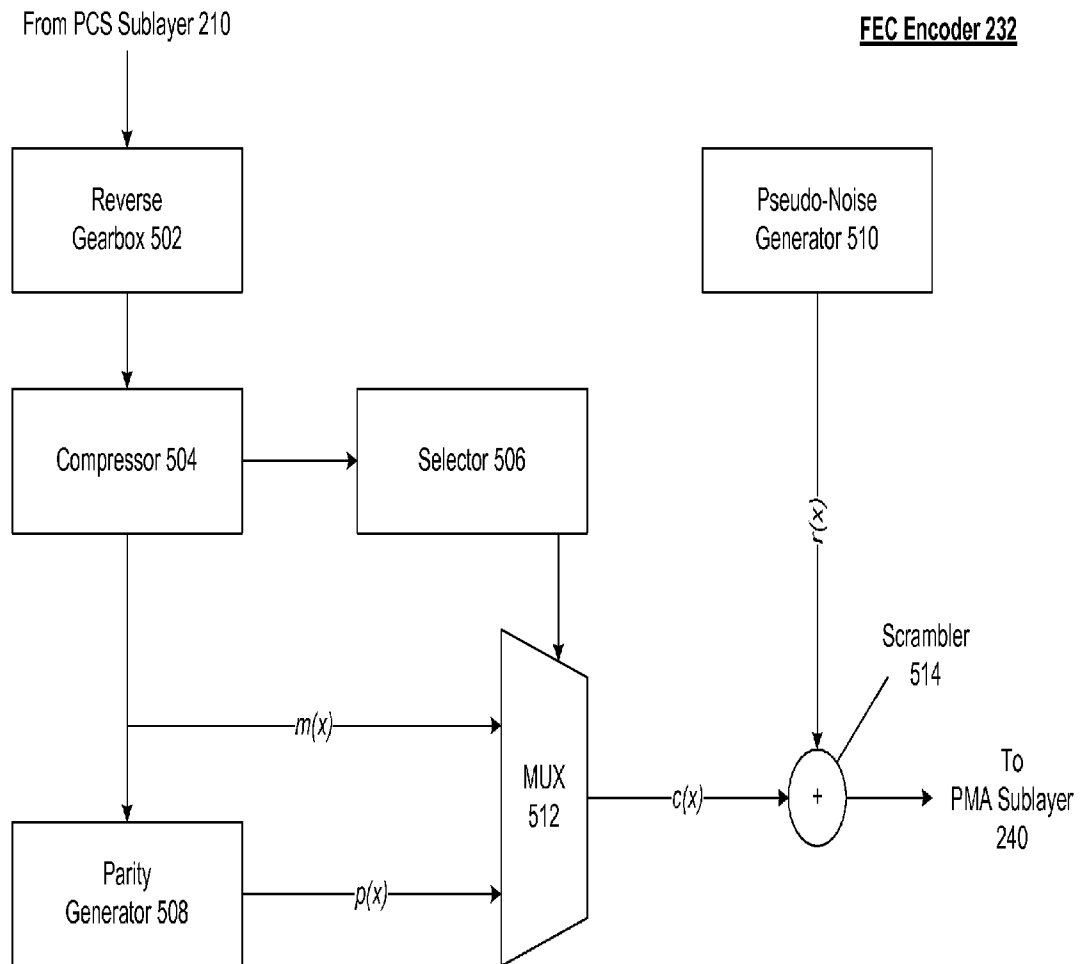 From PCS Sublayer 210
FEC Encoder 232
Reverse
Gearbox 502
Pseudo-Noise
Generator 510
Compressor 504
Selector 506
r(x)
Scrambler
514
m(x)
MUX
512
c(x)
+
To
PMA Sublayer
240
Parity
Generator 508
p(x)